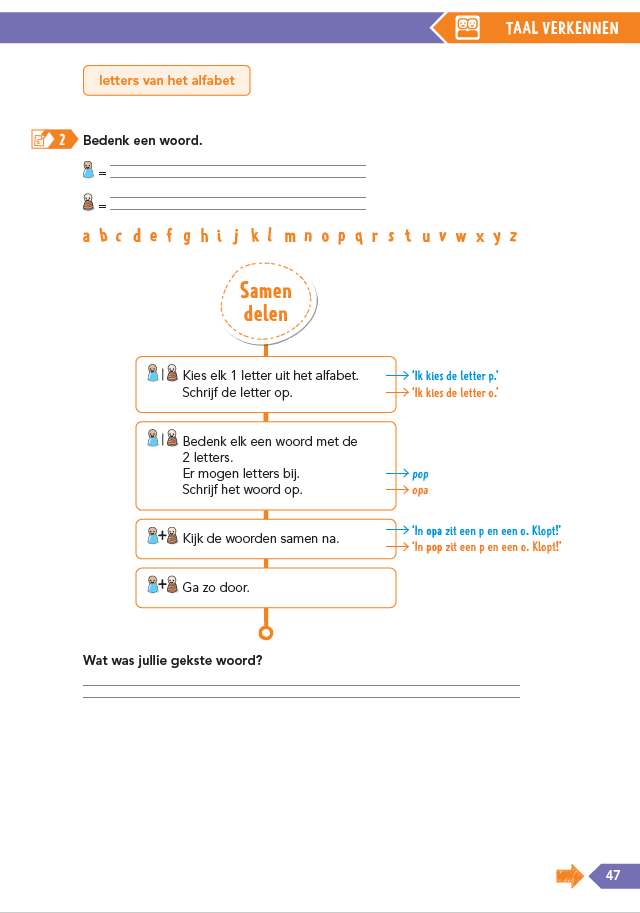 TAAL VERKENNEN
letters van het alfabet
2 Bedenk een woord.
=
=
a b c d e f g h i j k l m n o p q r s t u v w x y z
Samen
delen
| Kies elk 1 letter uit het alfabet.
Schrijf de letter op.
'Ik kies de letter p.'
'Ik kies de letter o.'
| Bedenk elk een woord met de
2 letters.
Er mogen letters bij.
Schrijf het woord op.
pop
opa
+ Kijk de woorden samen na.
'In opa zit een p en een o. Klopt!'
'In pop zit een p en een o. Klopt!'
+ Ga zo door.
Wat was jullie gekste woord?
47